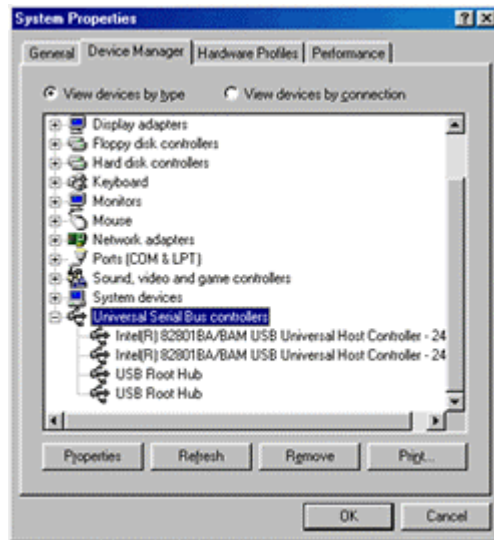 System Properties
General Device Manager Hardware Profiles Performance
View devices by type View devices by connection
Display adapters
Floppy disk controllers
Hard disk controllers
Keyboard
Monitors
Mouse
Network adapters
Ports (COM & LPT)
Sound, video and game controllers
System devices
Universal Serial Bus controllers
Intel(R) 82801BA/BAM USB Universal Host Controller - 24
Intel(R) 82801BA/BAM USB Universal Host Controller - 24
USB Root Hub
USB Root Hub
Properties Refresh Remove Print...
OK Cancel